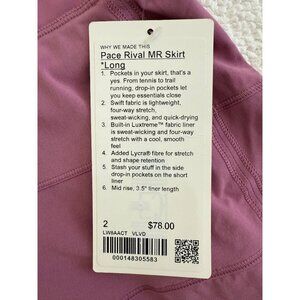 WHY WE MADE THIS
Pace Rival MR Skirt
*Long
1. Pockets in your skirt, that's a
yes. From tennis to trail
running, drop-in pockets let
you keep essentials close
2. Swift fabric is lightweight,
four-way stretch,
sweat-wicking, and quick-drying
3. Built-in Luxtreme™ fabric liner
is sweat-wicking and four-way
stretch with a cool, smooth
feel
4. Added Lycra® fibre for stretch
and shape retention
5. Stash your stuff in the side
drop-in pockets on the short
liner
6. Mid rise, 3.5" liner length
2 $78.00
LW8AACT VLVD
000148305583